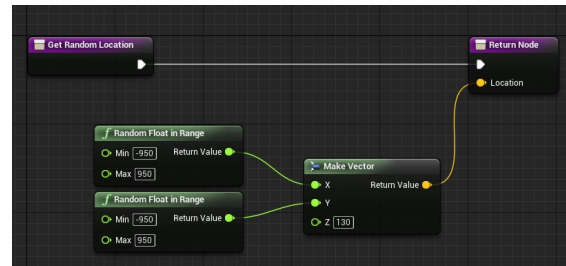 Get Random Location
Return Node
Location
Random Float in Range
Min -950 Return Value
Max 950
Random Float in Range
Min -950 Return Value
Max 950
Make Vector
X Return Value
Y
Z 130